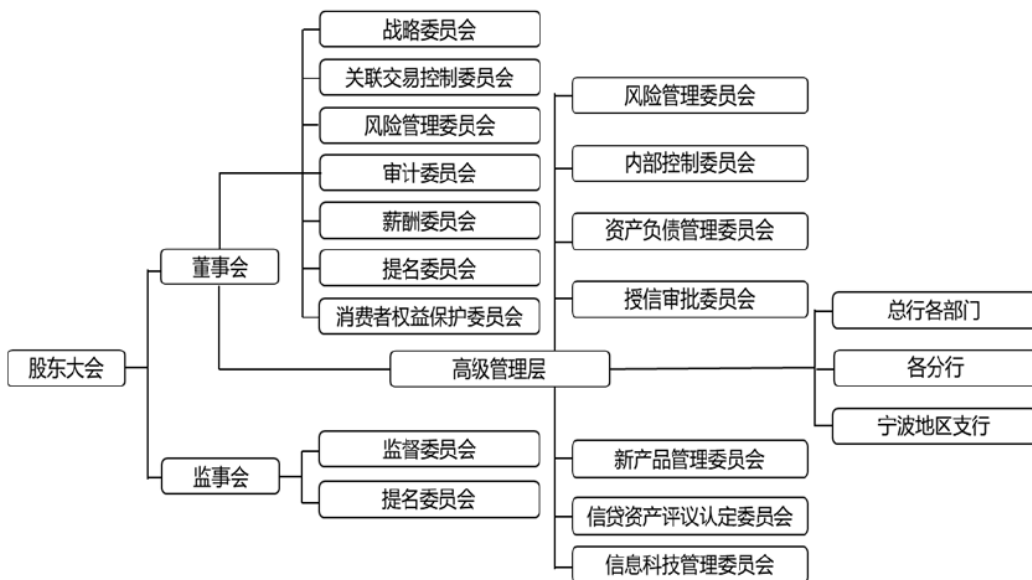 股东大会
董事会
监事会
战略委员会
关联交易控制委员会
风险管理委员会
审计委员会
薪酬委员会
提名委员会
消费者权益保护委员会
高级管理层
监督委员会
提名委员会
风险管理委员会
内部控制委员会
资产负债管理委员会
授信审批委员会
新产品管理委员会
信贷资产评议认定委员会
信息科技管理委员会
总行各部门
各分行
宁波地区支行